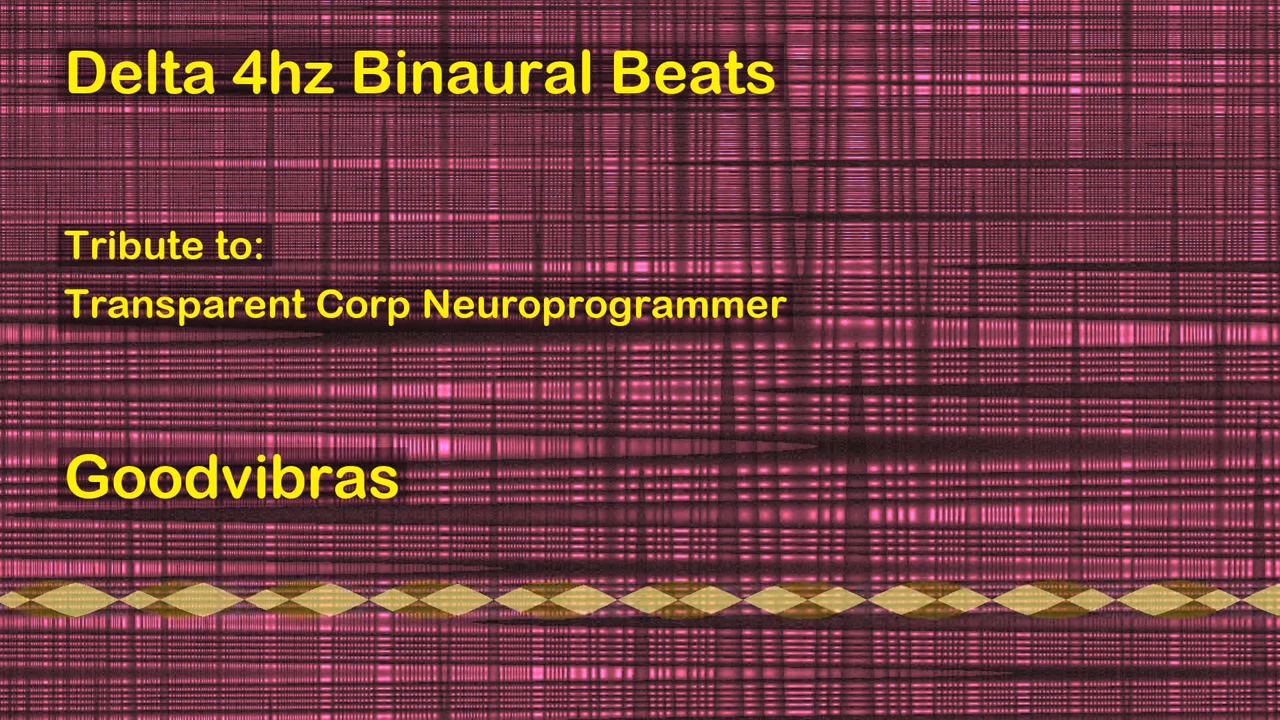 Delta 4hz Binaural Beats
Tribute to:
Transparent Corp Neuroprogrammer
Goodvibras